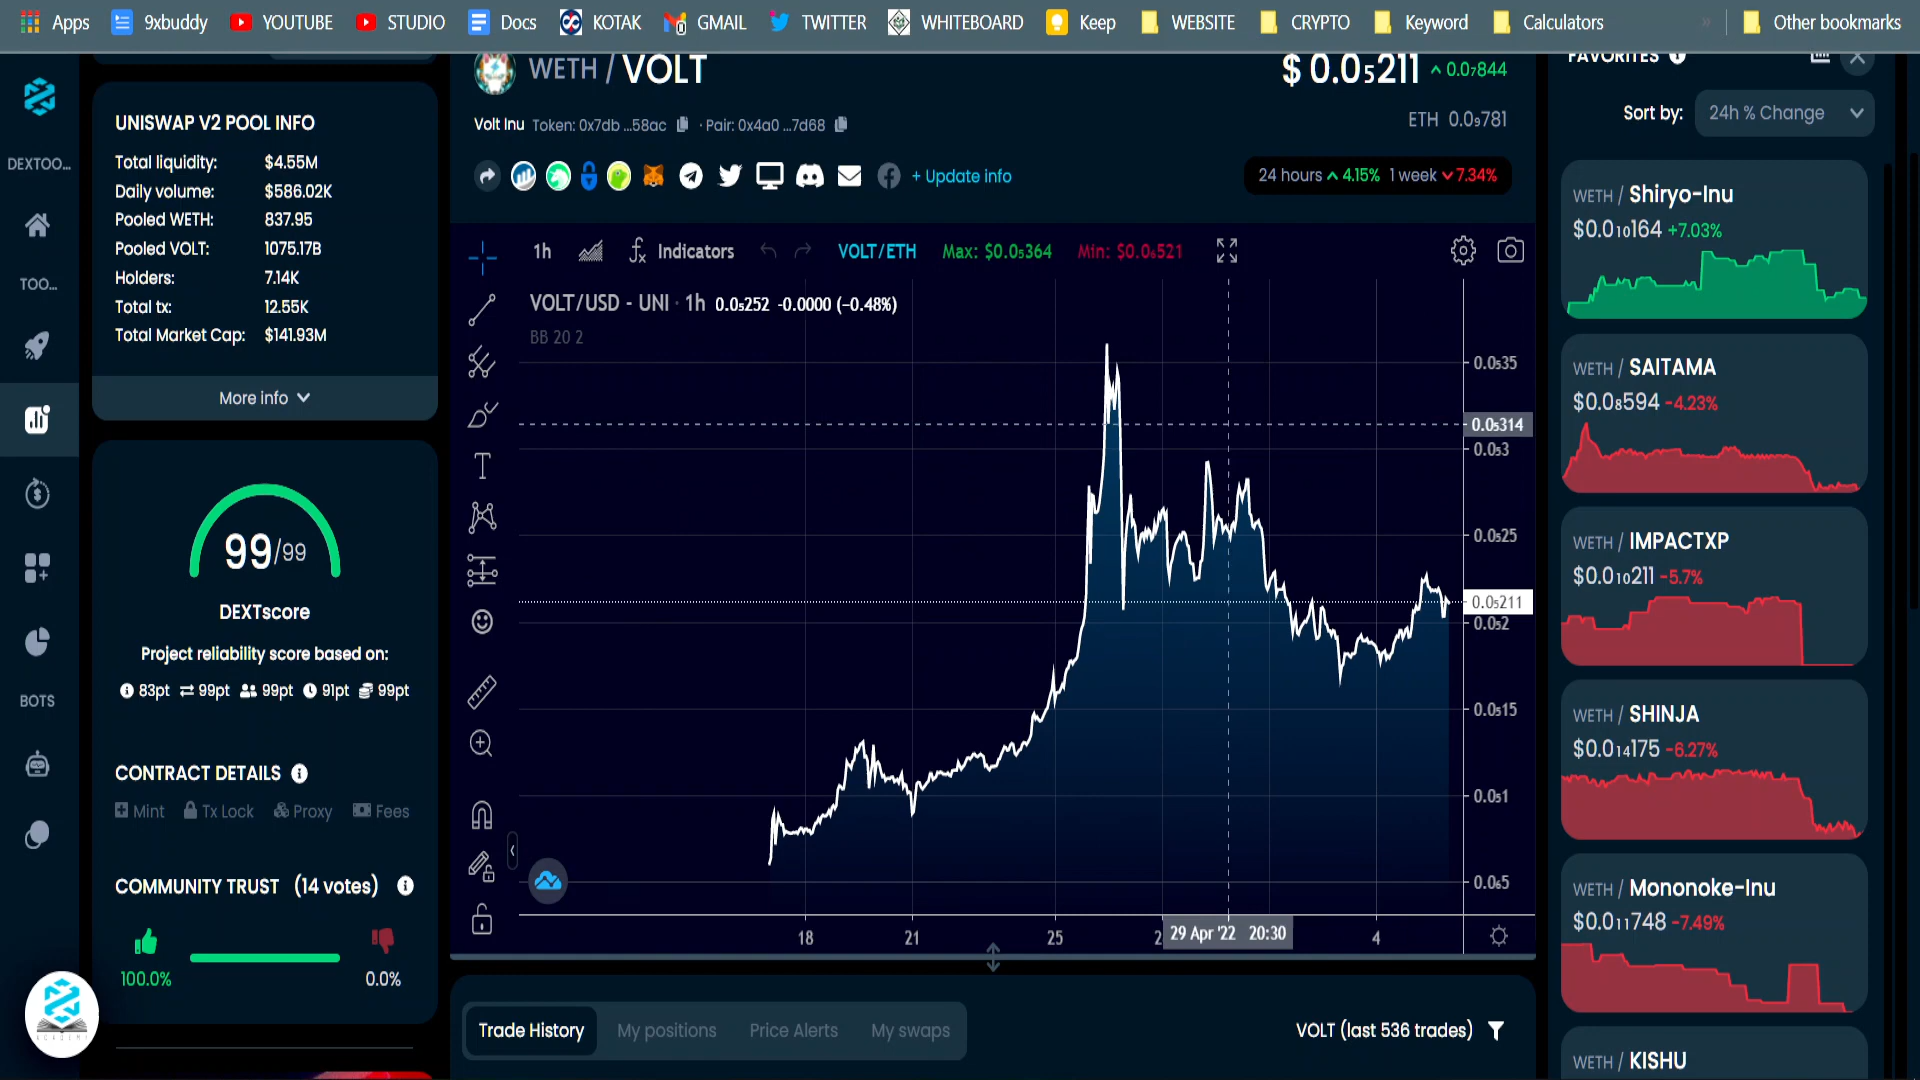 Apps 9xbuddy YOUTUBE STUDIO Docs KOTAK GMAIL TWITTER WHITEBOARD Keep WEBSITE CRYPTO Keyword Calculators » Other bookmarks
DEXTOO...
TOO...
BOTS
UNISWAP V2 POOL INFO
Total liquidity: $4.55M
Daily volume: $586.02K
Pooled WETH: 837.95
Pooled VOLT: 1075.17B
Holders: 7.14K
Total tx: 12.55K
Total Market Cap: $141.93M
More info
99/99
DEXTscore
Project reliability score based on:
83pt 99pt 99pt 91pt 99pt
CONTRACT DETAILS
Mint Tx Lock Proxy Fees
COMMUNITY TRUST (14 votes)
100.0% 0.0%
WETH / VOLT
$ 0.0₅211 0.0₇844
Volt Inu Token: 0x7db ...58ac · Pair: 0x4a0 ...7d68
ETH 0.0₉781
+ Update info
24 hours 4.15% 1 week 7.34%
1h Indicators VOLT/ETH Max: $0.0₅364 Min: $0.0₆521
VOLT/USD - UNI · 1h 0.0₅252 -0.0000 (−0.48%)
BB 20 2
0.0₅35
0.0₅314
0.0₅3
0.0₅25
0.0₅211
0.0₅2
0.0₅15
0.0₅1
0.0₆5
18 21 25 2 29 Apr '22 20:30 4
Trade History My positions Price Alerts My swaps
VOLT (last 536 trades)
FAVORITES
Sort by: 24h % Change
WETH / Shiryo-Inu
$0.0₁₀164 +7.03%
WETH / SAITAMA
$0.0₈594 -4.23%
WETH / IMPACTXP
$0.0₁₀211 -5.7%
WETH / SHINJA
$0.0₁₄175 -6.27%
WETH / Mononoke-Inu
$0.0₁₁748 -7.49%
WETH / KISHU